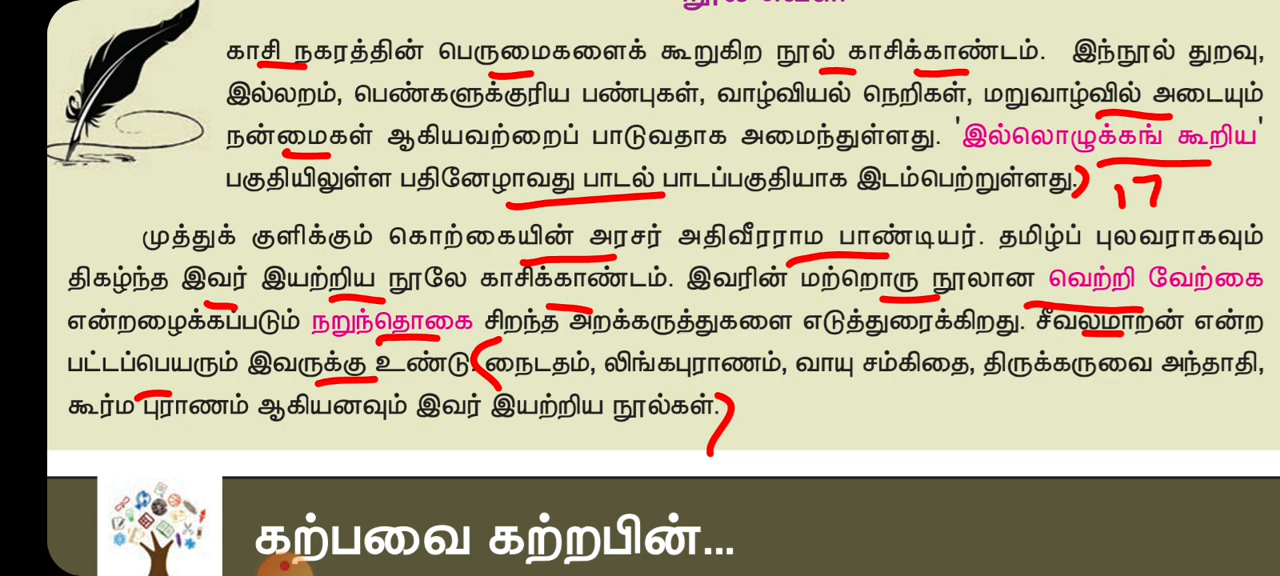 காசி நகரத்தின் பெருமைகளைக் கூறுகிற நூல் காசிக்காண்டம். இந்நூல் துறவு,
இல்லறம், பெண்களுக்குரிய பண்புகள், வாழ்வியல் நெறிகள், மறுவாழ்வில் அடையும்
நன்மைகள் ஆகியவற்றைப் பாடுவதாக அமைந்துள்ளது. 'இல்லொழுக்கங் கூறிய'
பகுதியிலுள்ள பதினேழாவது பாடல் பாடப்பகுதியாக இடம்பெற்றுள்ளது.
17
முத்துக் குளிக்கும் கொற்கையின் அரசர் அதிவீரராம பாண்டியர். தமிழ்ப் புலவராகவும்
திகழ்ந்த இவர் இயற்றிய நூலே காசிக்காண்டம். இவரின் மற்றொரு நூலான வெற்றி வேற்கை
என்றழைக்கப்படும் நறுந்தொகை சிறந்த அறக்கருத்துகளை எடுத்துரைக்கிறது. சீவலமாறன் என்ற
பட்டப்பெயரும் இவருக்கு உண்டு. நைடதம், லிங்கபுராணம், வாயு சம்கிதை, திருக்கருவை அந்தாதி,
கூர்ம புராணம் ஆகியனவும் இவர் இயற்றிய நூல்கள்.
கற்பவை கற்றபின்...